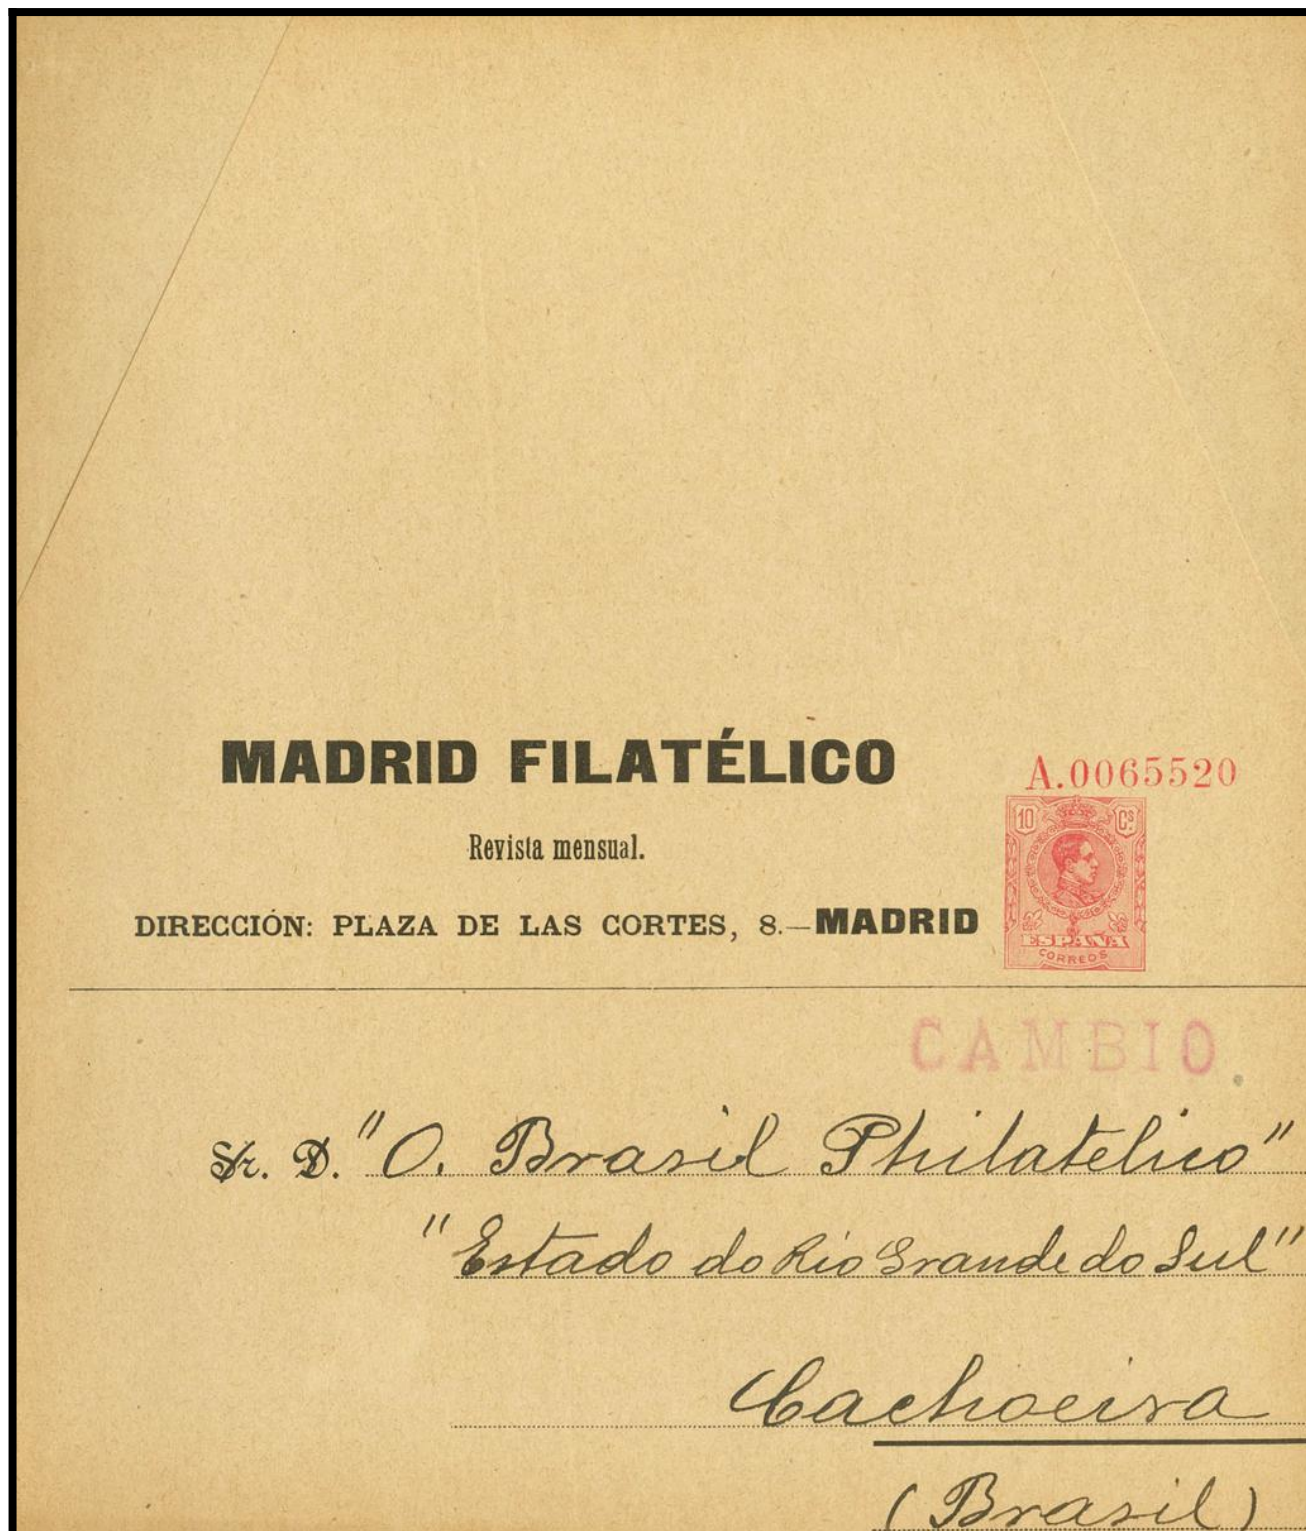 MADRID FILATÉLICO
A.0065520
10 Cs.
Revista mensual.
ESPAÑA
CORREOS
DIRECCIÓN: PLAZA DE LAS CORTES, 8.—MADRID
CAMBIO
Sr. D. "O. Brasil Philatelico"
"Estado do Rio Grande do Sul"
Cachoeira
(Brasil)